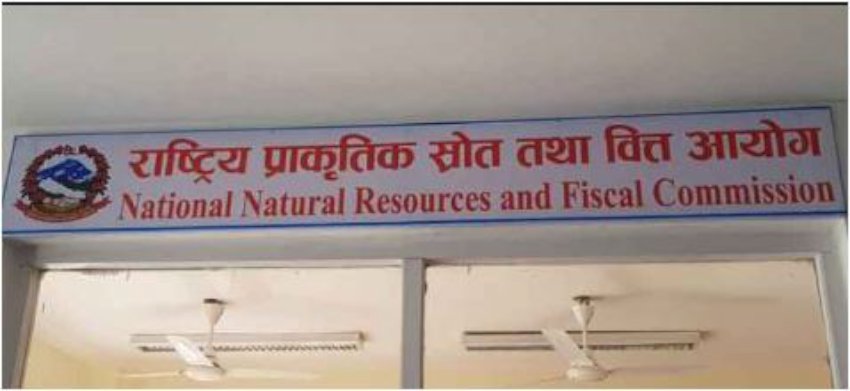 राष्ट्रिय प्राकृतिक स्रोत तथा वित्त आयोग
National Natural Resources and Fiscal Commission